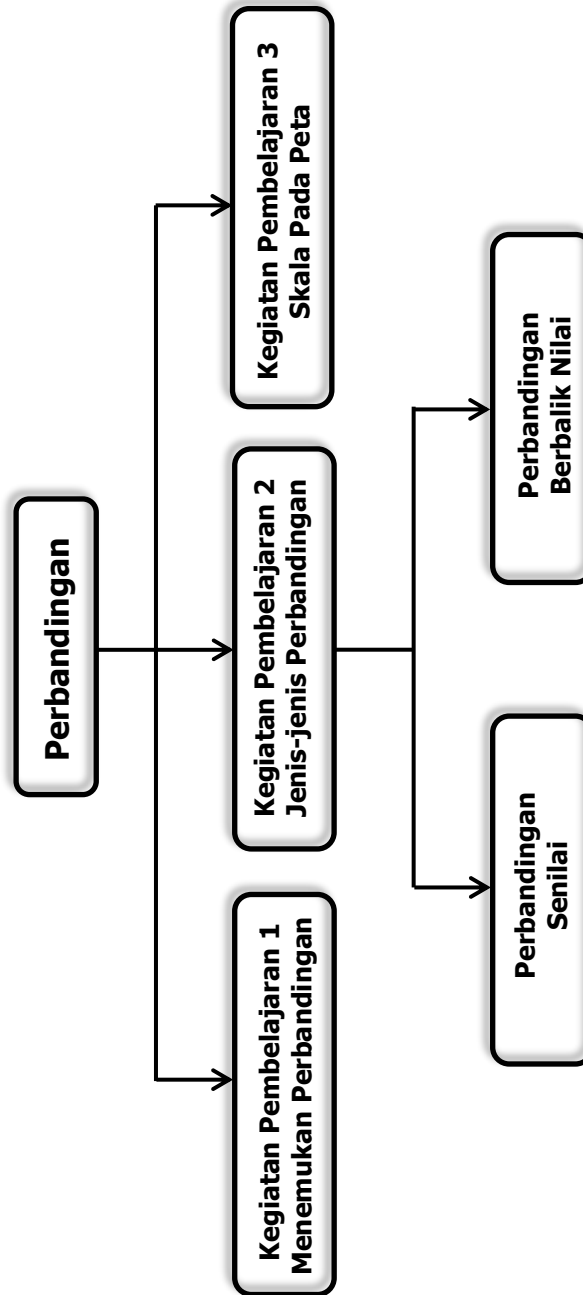 Perbandingan
Kegiatan Pembelajaran 1
Menemukan Perbandingan
Kegiatan Pembelajaran 2
Jenis-jenis Perbandingan
Kegiatan Pembelajaran 3
Skala Pada Peta
Perbandingan
Senilai
Perbandingan
Berbalik Nilai